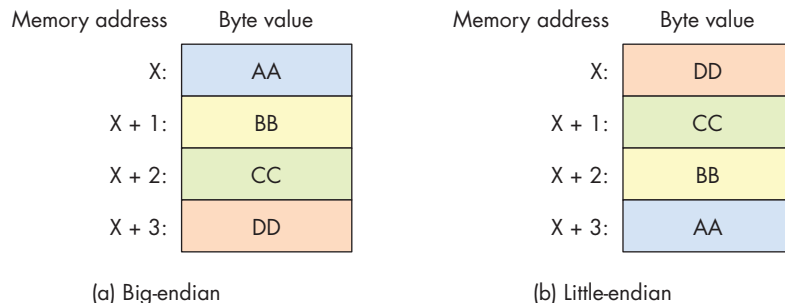 Memory address Byte value
X: AA
X + 1: BB
X + 2: CC
X + 3: DD
(a) Big-endian
Memory address Byte value
X: DD
X + 1: CC
X + 2: BB
X + 3: AA
(b) Little-endian